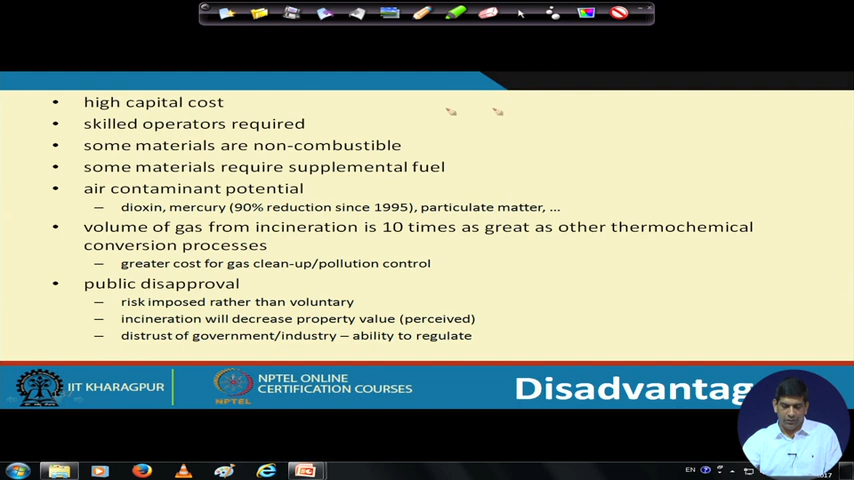 • high capital cost
• skilled operators required
• some materials are non-combustible
• some materials require supplemental fuel
• air contaminant potential
– dioxin, mercury (90% reduction since 1995), particulate matter, ...
• volume of gas from incineration is 10 times as great as other thermochemical
conversion processes
– greater cost for gas clean-up/pollution control
• public disapproval
– risk imposed rather than voluntary
– incineration will decrease property value (perceived)
– distrust of government/industry – ability to regulate
IIT KHARAGPUR
NPTEL
NPTEL ONLINE
CERTIFICATION COURSES
Disadvantag
EN